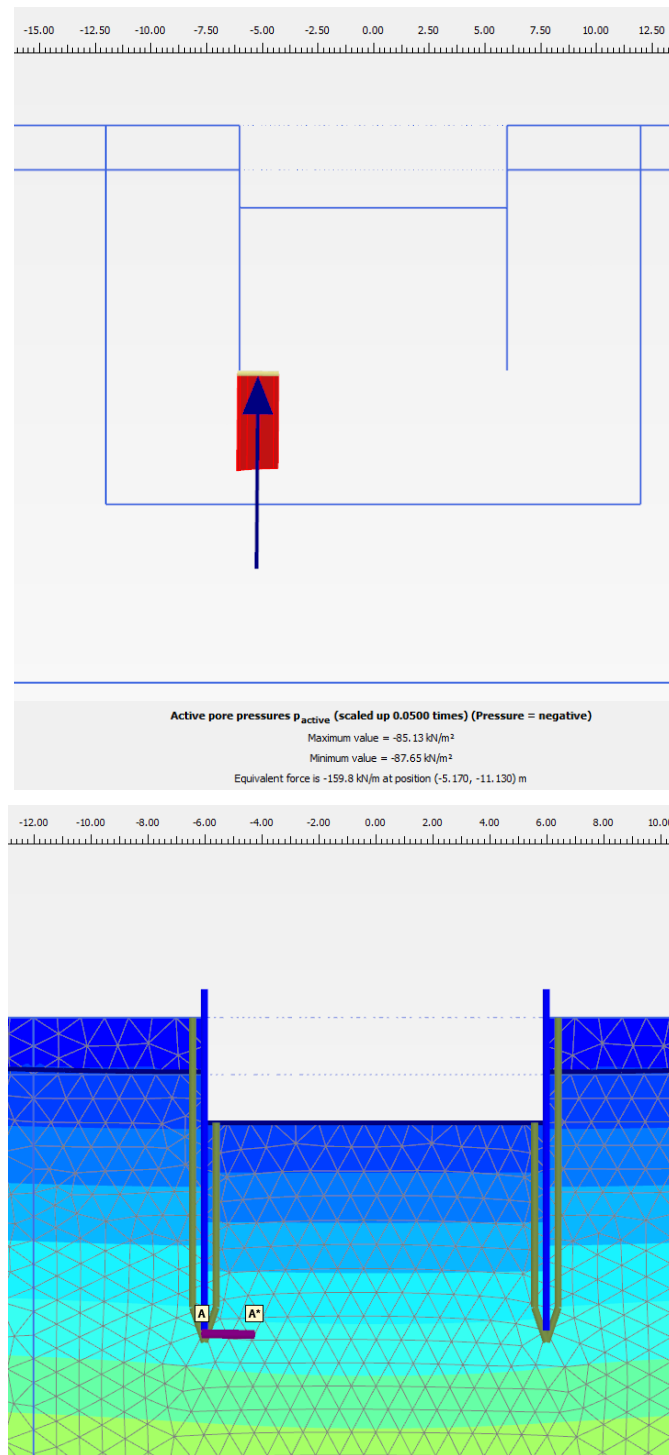 -15.00 -12.50 -10.00 -7.50 -5.00 -2.50 0.00 2.50 5.00 7.50 10.00 12.50
Active pore pressures p_active (scaled up 0.0500 times) (Pressure = negative)
Maximum value = -85.13 kN/m²
Minimum value = -87.65 kN/m²
Equivalent force is -159.8 kN/m at position (-5.170, -11.130) m
-12.00 -10.00 -8.00 -6.00 -4.00 -2.00 0.00 2.00 4.00 6.00 8.00 10.00
A A*